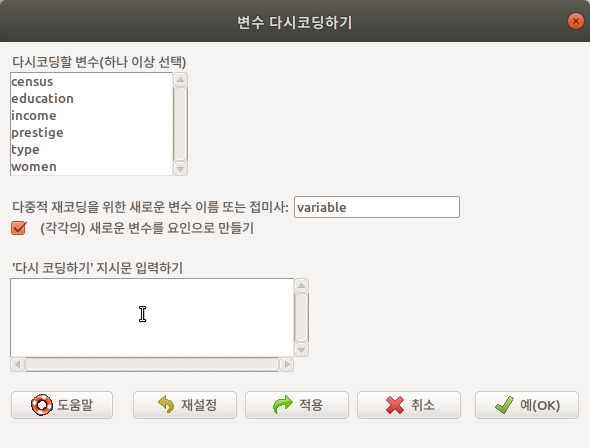 변수 다시코딩하기
다시코딩할 변수(하나 이상 선택)
census
education
income
prestige
type
women
다중적 재코딩을 위한 새로운 변수 이름 또는 접미사: variable
(각각의) 새로운 변수를 요인으로 만들기
'다시 코딩하기' 지시문 입력하기
도움말 재설정 적용 취소 예(OK)